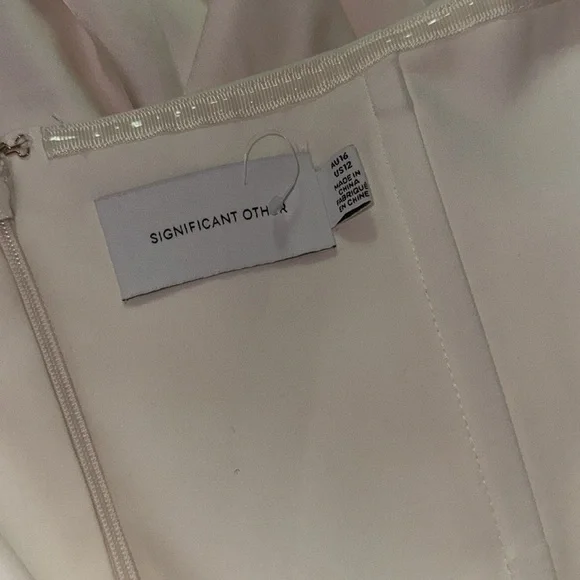 SIGNIFICANT OTHER
AU16
US12
MADE IN
CHINA
FABRIQUÉ
EN CHINE